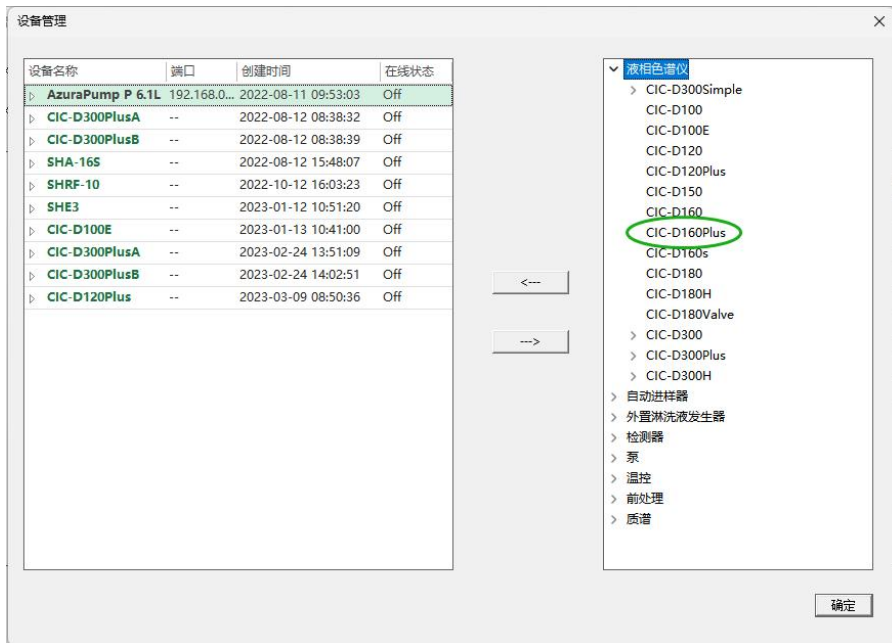 设备管理
设备名称 端口 创建时间 在线状态
AzuraPump P 6.1L 192.168.0... 2022-08-11 09:53:03 Off
CIC-D300PlusA -- 2022-08-12 08:38:32 Off
CIC-D300PlusB -- 2022-08-12 08:38:39 Off
SHA-16S -- 2022-08-12 15:48:07 Off
SHRF-10 -- 2022-10-12 16:03:23 Off
SHE3 -- 2023-01-12 10:51:20 Off
CIC-D100E -- 2023-01-13 10:41:00 Off
CIC-D300PlusA -- 2023-02-24 13:51:09 Off
CIC-D300PlusB -- 2023-02-24 14:02:51 Off
CIC-D120Plus -- 2023-03-09 08:50:36 Off
<---
--->
液相色谱仪
CIC-D300Simple
CIC-D100
CIC-D100E
CIC-D120
CIC-D120Plus
CIC-D150
CIC-D160
CIC-D160Plus
CIC-D160s
CIC-D180
CIC-D180H
CIC-D180Valve
CIC-D300
CIC-D300Plus
CIC-D300H
自动进样器
外置淋洗液发生器
检测器
泵
温控
前处理
质谱
确定